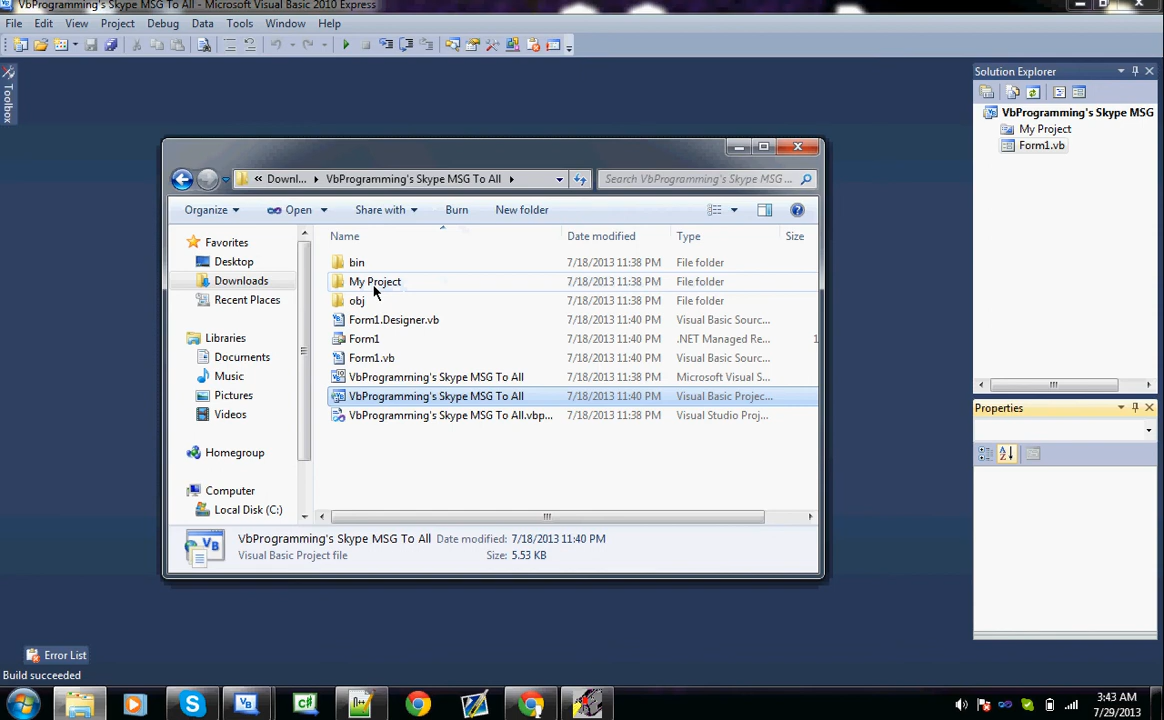 VbProgramming's Skype MSG To All - Microsoft Visual Basic 2010 Express
File Edit View Project Debug Data Tools Window Help
Toolbox
Solution Explorer
VbProgramming's Skype MSG
My Project
Form1.vb
« Downl... VbProgramming's Skype MSG To All Search VbProgramming's Skype MSG ...
Organize Open Share with Burn New folder
Name Date modified Type Size
Favorites
Desktop
Downloads
Recent Places
Libraries
Documents
Music
Pictures
Videos
Homegroup
Computer
Local Disk (C:)
bin 7/18/2013 11:38 PM File folder
My Project 7/18/2013 11:38 PM File folder
obj 7/18/2013 11:38 PM File folder
Form1.Designer.vb 7/18/2013 11:40 PM Visual Basic Sourc...
Form1 7/18/2013 11:40 PM .NET Managed Re... 1
Form1.vb 7/18/2013 11:40 PM Visual Basic Sourc...
VbProgramming's Skype MSG To All 7/18/2013 11:38 PM Microsoft Visual S...
VbProgramming's Skype MSG To All 7/18/2013 11:40 PM Visual Basic Projec...
VbProgramming's Skype MSG To All.vbp... 7/18/2013 11:38 PM Visual Studio Proj...
VbProgramming's Skype MSG To All Date modified: 7/18/2013 11:40 PM
Visual Basic Project file Size: 5.53 KB
Properties
Error List
Build succeeded
3:43 AM
7/29/2013